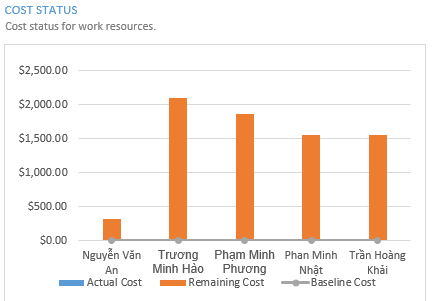 COST STATUS
Cost status for work resources.
$2,500.00
$2,000.00
$1,500.00
$1,000.00
$500.00
$0.00
Nguyễn Văn
An
Trương
Minh Hào
Phạm Minh
Phương
Phan Minh
Nhật
Trần Hoàng
Khải
Actual Cost
Remaining Cost
Baseline Cost